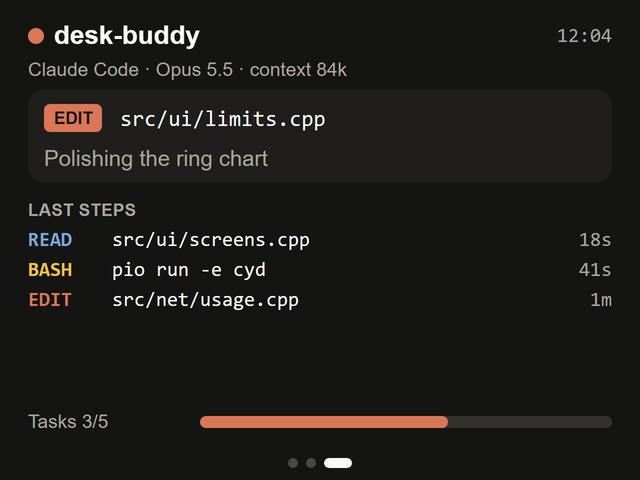 desk-buddy 12:04
Claude Code · Opus 5.5 · context 84k
EDIT src/ui/limits.cpp
Polishing the ring chart
LAST STEPS
READ src/ui/screens.cpp 18s
BASH pio run -e cyd 41s
EDIT src/net/usage.cpp 1m
Tasks 3/5